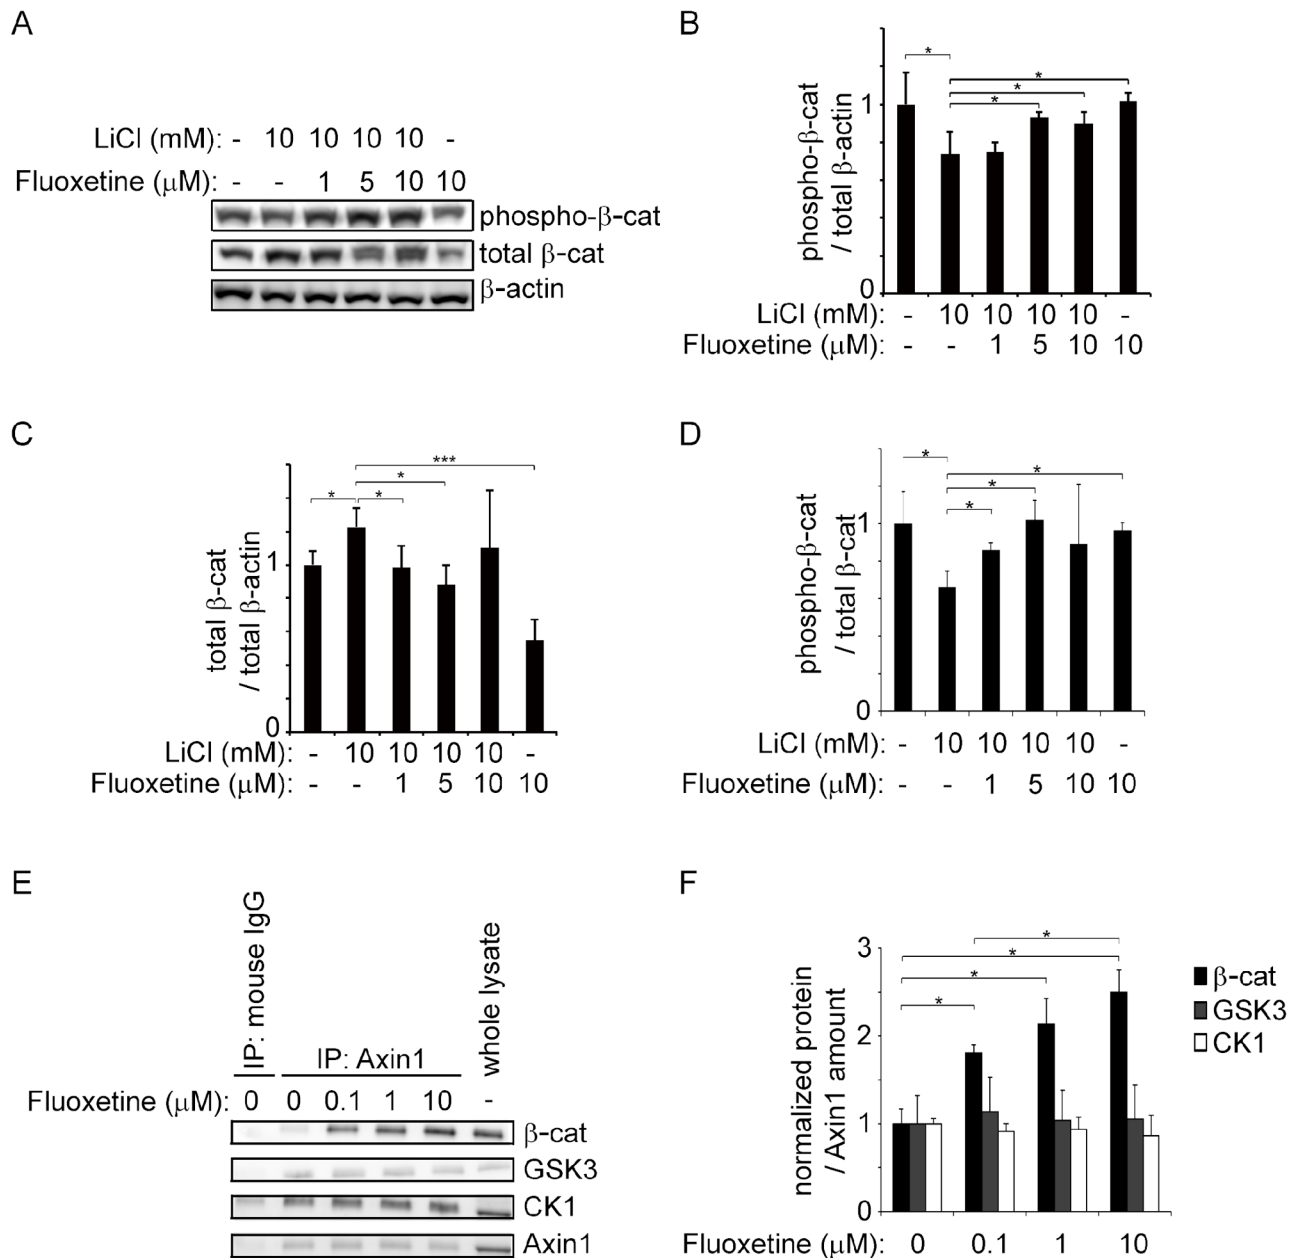 A
LiCl (mM): - 10 10 10 10 -
Fluoxetine (μM): - - 1 5 10 10
phospho-β-cat
total β-cat
β-actin
B
phospho-β-cat
/ total β-actin
1
0
*
*
*
*
LiCl (mM): - 10 10 10 10 -
Fluoxetine (μM): - - 1 5 10 10
C
total β-cat
/ total β-actin
1
0
***
*
*
*
LiCl (mM): - 10 10 10 10 -
Fluoxetine (μM): - - 1 5 10 10
D
phospho-β-cat
/ total β-cat
1
0
*
*
*
*
LiCl (mM): - 10 10 10 10 -
Fluoxetine (μM): - - 1 5 10 10
E
IP: mouse IgG
IP: Axin1
whole lysate
Fluoxetine (μM): 0 0 0.1 1 10 -
β-cat
GSK3
CK1
Axin1
F
normalized protein
/ Axin1 amount
3
2
1
0
*
*
*
*
β-cat
GSK3
CK1
Fluoxetine (μM): 0 0.1 1 10